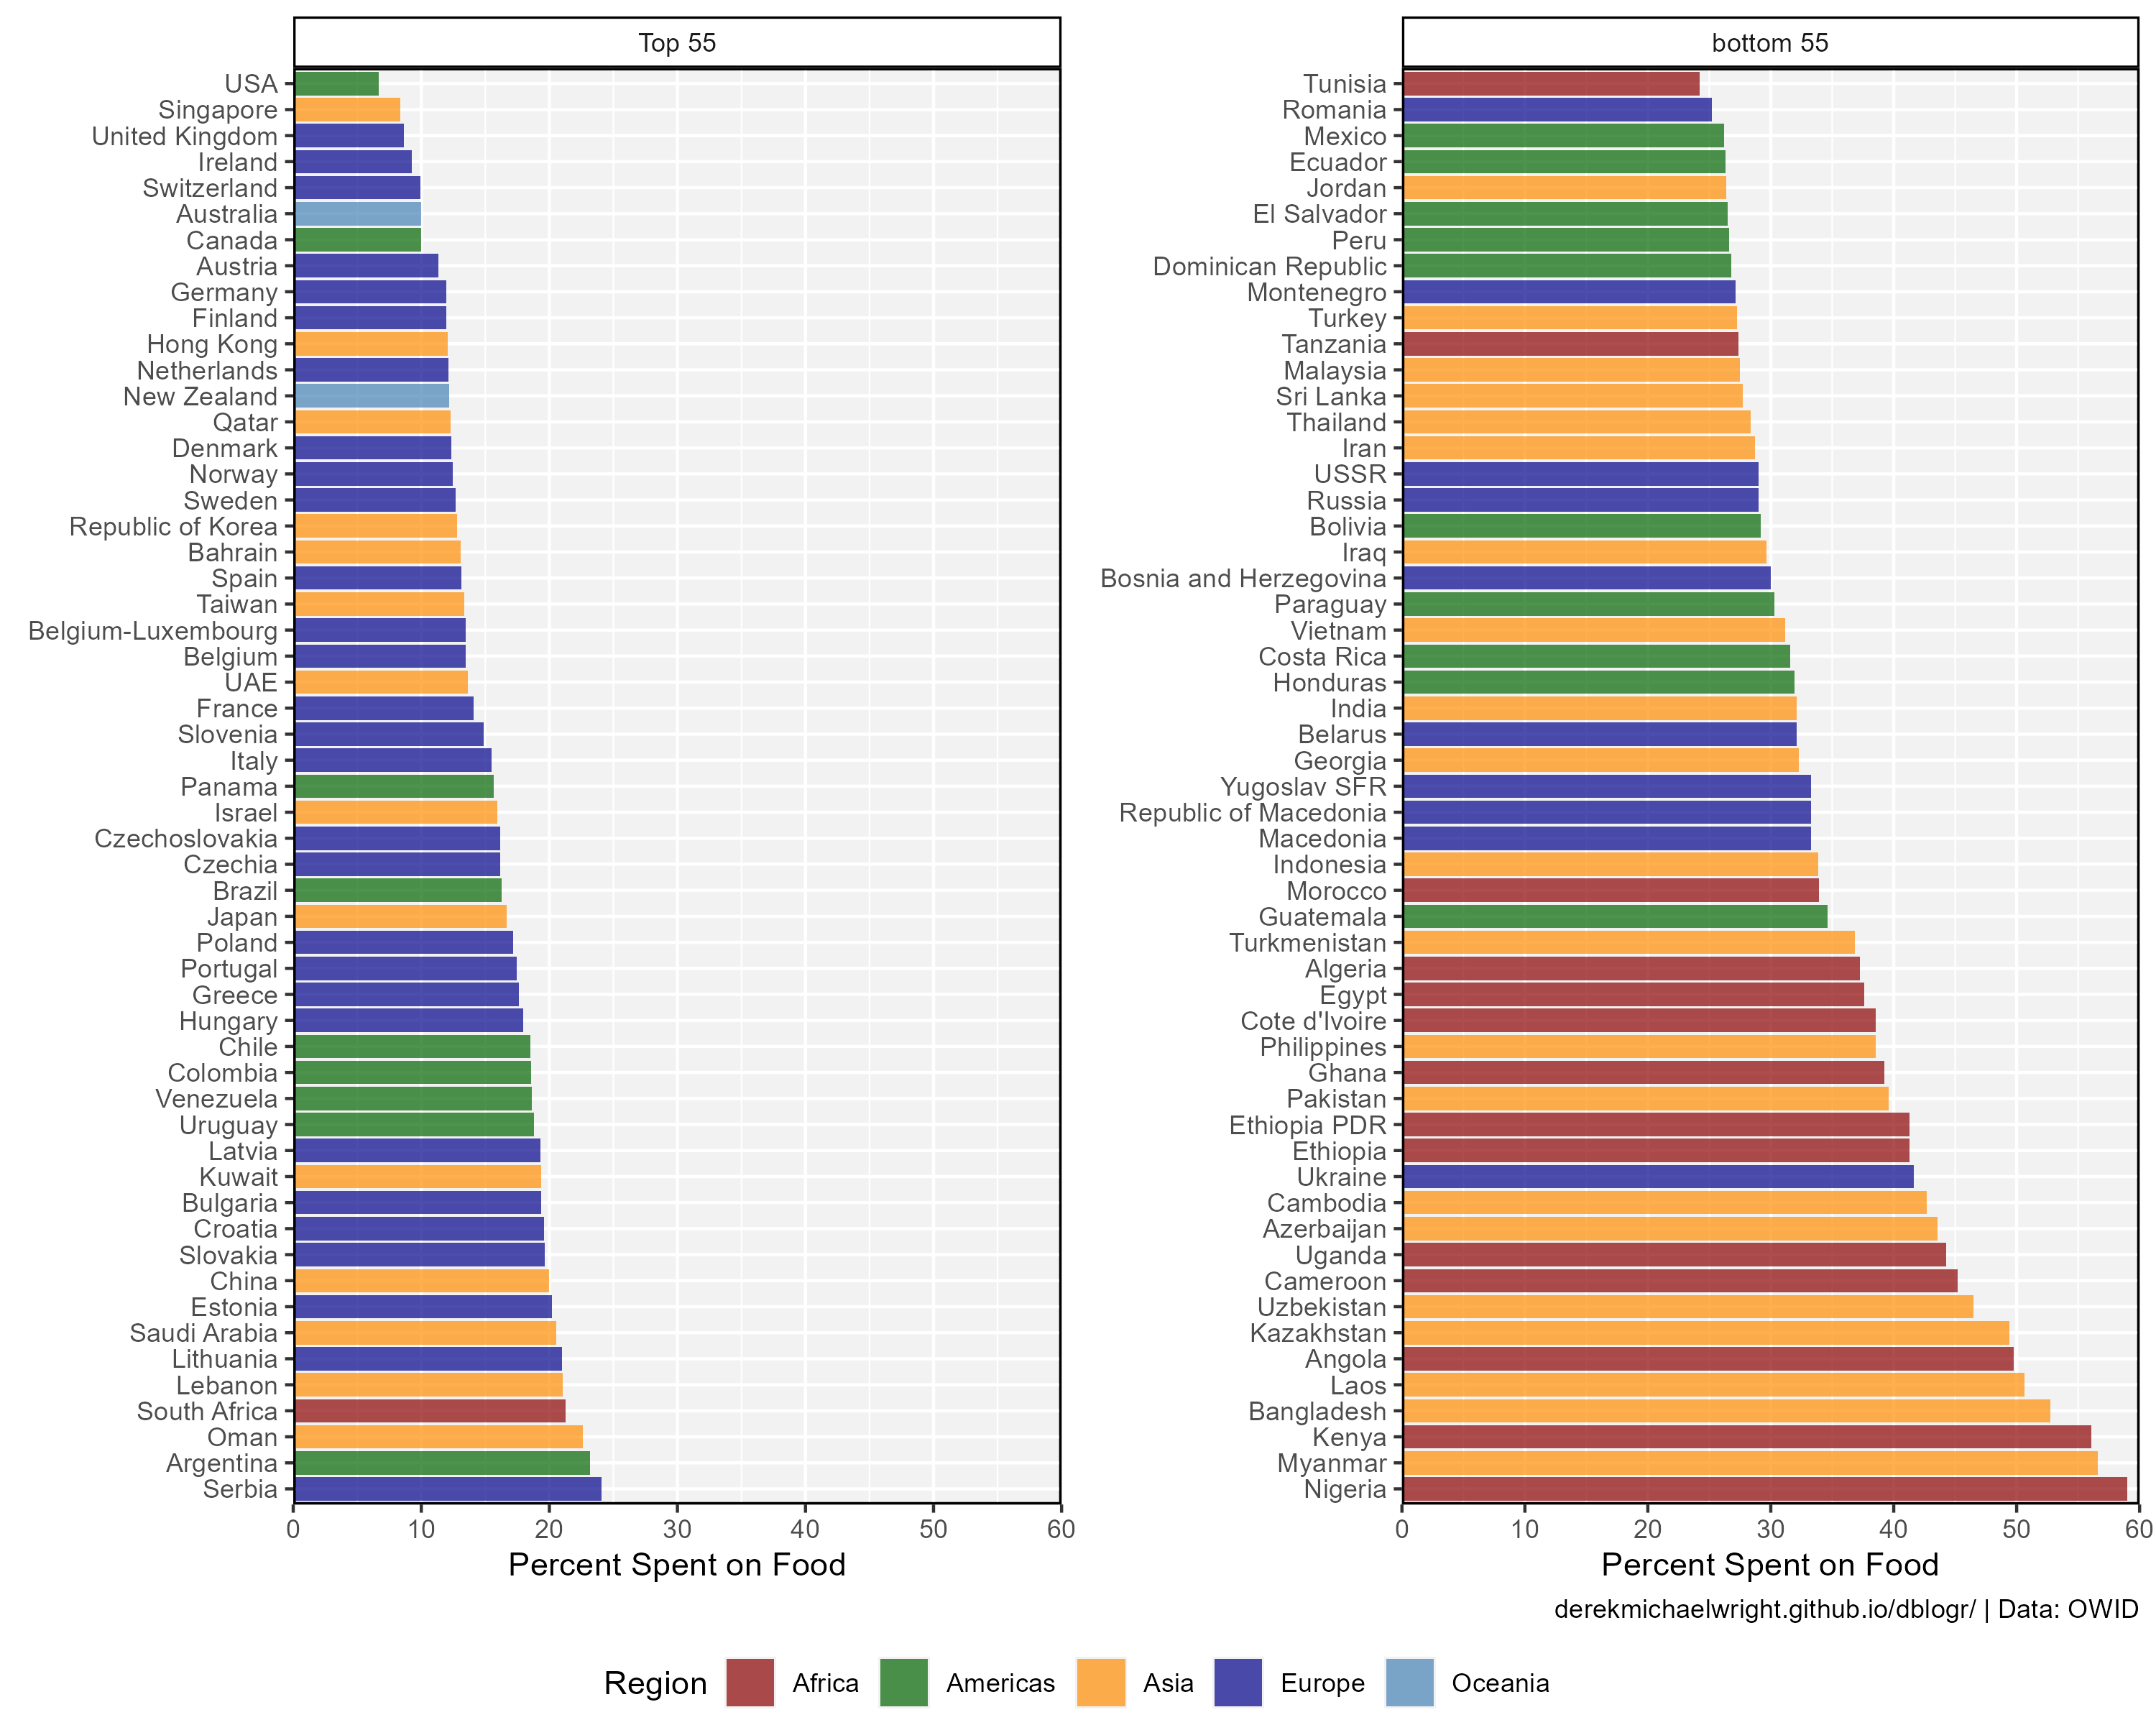 Top 55
USA
Singapore
United Kingdom
Ireland
Switzerland
Australia
Canada
Austria
Germany
Finland
Hong Kong
Netherlands
New Zealand
Qatar
Denmark
Norway
Sweden
Republic of Korea
Bahrain
Spain
Taiwan
Belgium-Luxembourg
Belgium
UAE
France
Slovenia
Italy
Panama
Israel
Czechoslovakia
Czechia
Brazil
Japan
Poland
Portugal
Greece
Hungary
Chile
Colombia
Venezuela
Uruguay
Latvia
Kuwait
Bulgaria
Croatia
Slovakia
China
Estonia
Saudi Arabia
Lithuania
Lebanon
South Africa
Oman
Argentina
Serbia
0 10 20 30 40 50 60
Percent Spent on Food
bottom 55
Tunisia
Romania
Mexico
Ecuador
Jordan
El Salvador
Peru
Dominican Republic
Montenegro
Turkey
Tanzania
Malaysia
Sri Lanka
Thailand
Iran
USSR
Russia
Bolivia
Iraq
Bosnia and Herzegovina
Paraguay
Vietnam
Costa Rica
Honduras
India
Belarus
Georgia
Yugoslav SFR
Republic of Macedonia
Macedonia
Indonesia
Morocco
Guatemala
Turkmenistan
Algeria
Egypt
Cote d'Ivoire
Philippines
Ghana
Pakistan
Ethiopia PDR
Ethiopia
Ukraine
Cambodia
Azerbaijan
Uganda
Cameroon
Uzbekistan
Kazakhstan
Angola
Laos
Bangladesh
Kenya
Myanmar
Nigeria
0 10 20 30 40 50 60
Percent Spent on Food
derekmichaelwright.github.io/dblogr/ | Data: OWID
Region Africa Americas Asia Europe Oceania